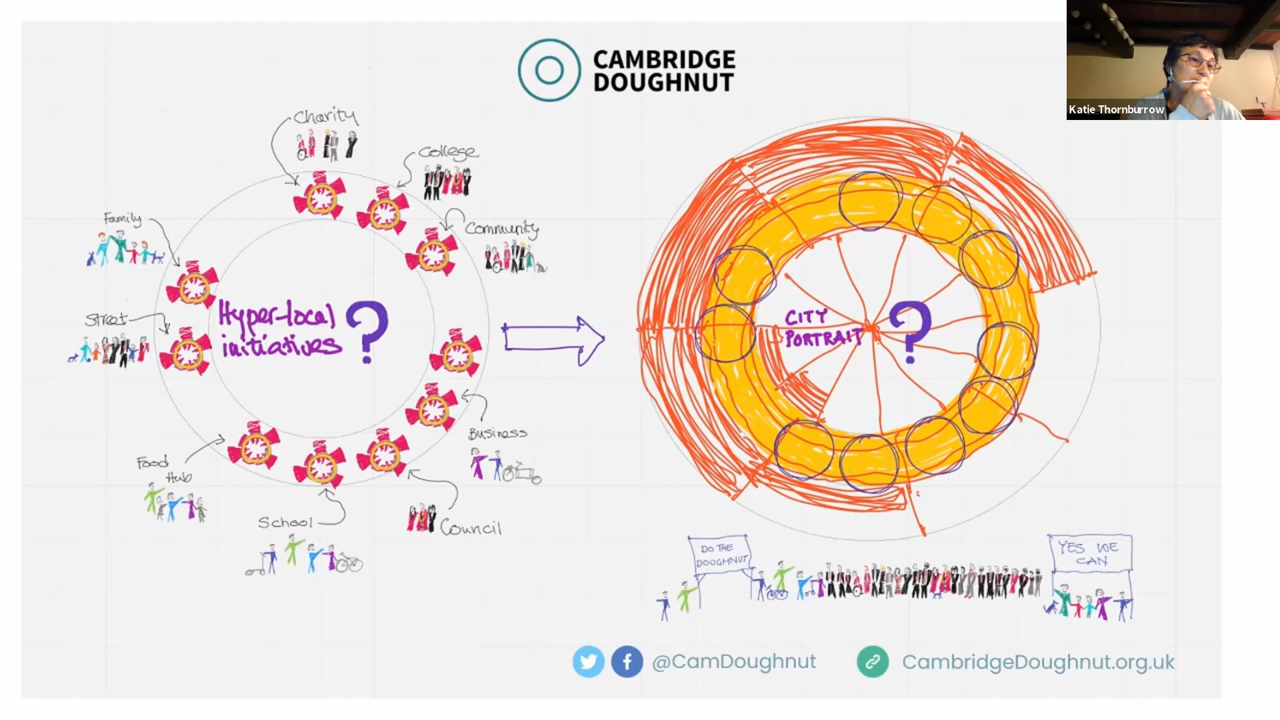 CAMBRIDGE
DOUGHNUT
Katie Thornburrow
Charity
College
Community
Family
Street
Hyper-local
initiatives ?
Business
Food
Hub
School
Council
CITY
PORTRAIT ?
DO THE
DOUGHNUT
YES WE
CAN
@CamDoughnut
CambridgeDoughnut.org.uk